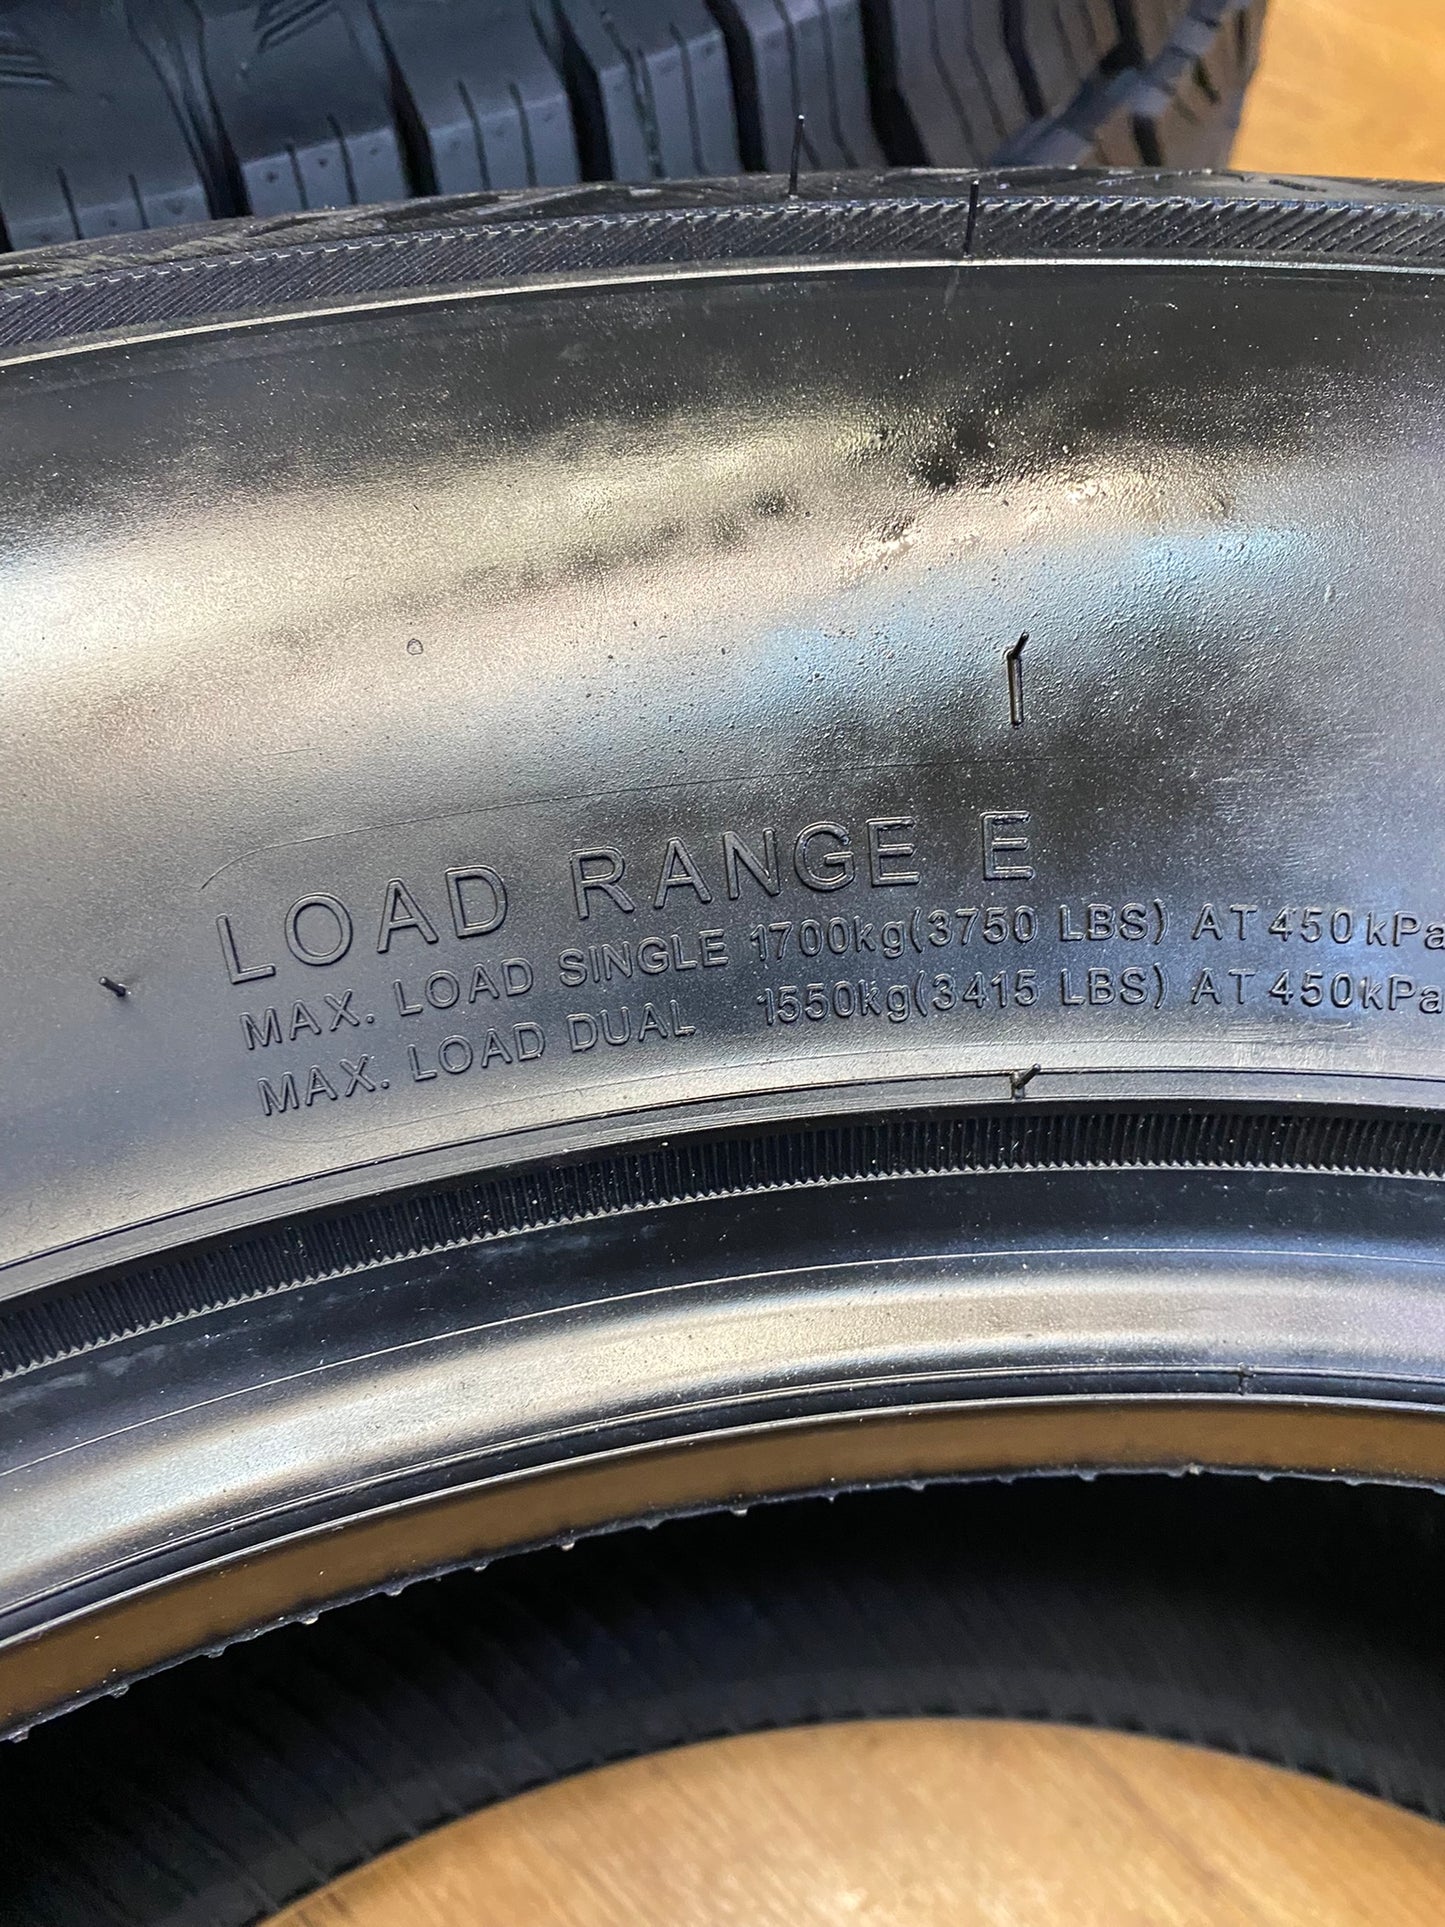 LOAD RANGE E
MAX. LOAD SINGLE 1700kg(3750 LBS) AT 450kPa
MAX. LOAD DUAL 1550kg(3415 LBS) AT 450kPa